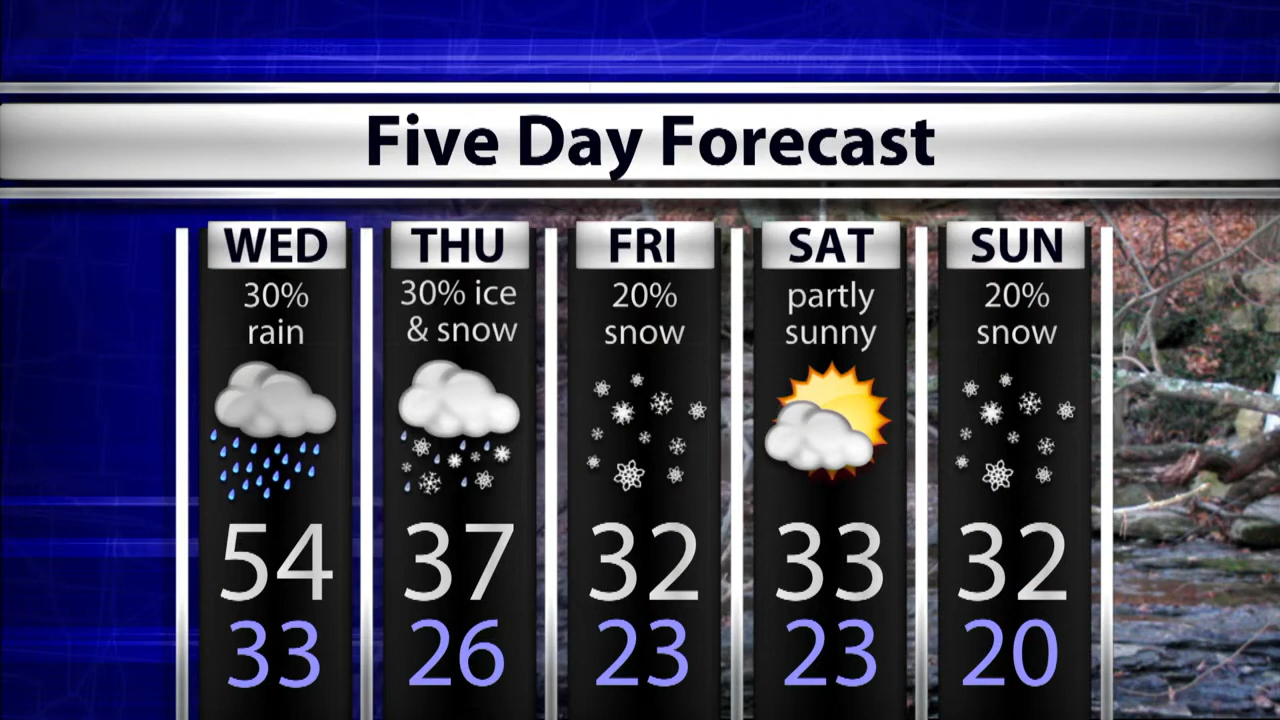 Five Day Forecast
WED
30%
rain
54
33
THU
30% ice
& snow
37
26
FRI
20%
snow
32
23
SAT
partly
sunny
33
23
SUN
20%
snow
32
20